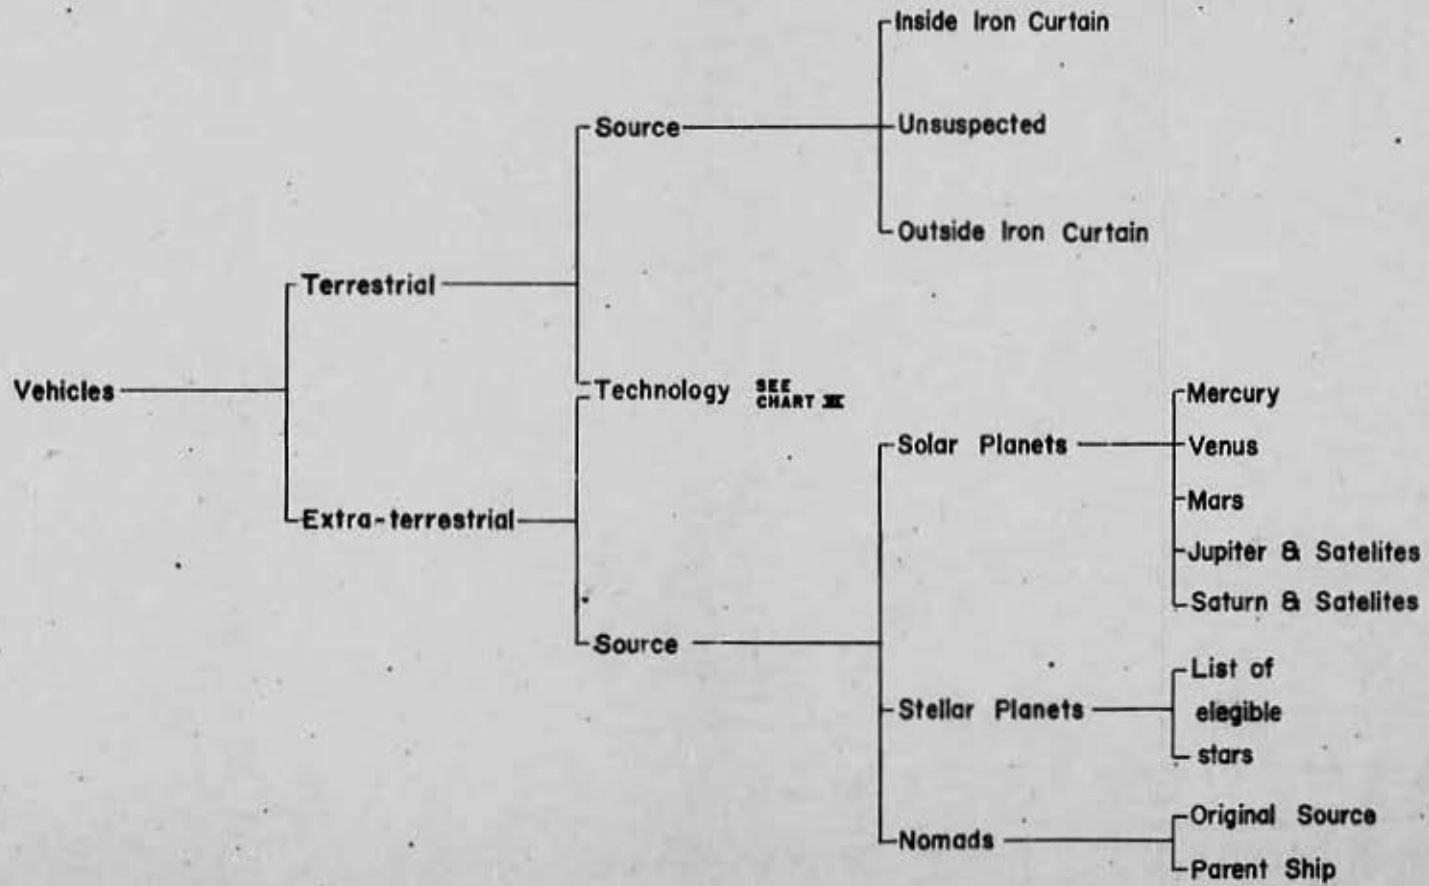 Inside Iron Curtain
Source
Unsuspected
Outside Iron Curtain
Terrestrial
Vehicles
Technology
SEE
CHART
Mercury
Solar Planets
Venus
Mars
Extra-terrestrial
Jupiter & Satelites
Saturn & Satelites
Source
List of
Stellar Planets
elegible
stars
Original Source
Nomads
Parent Ship